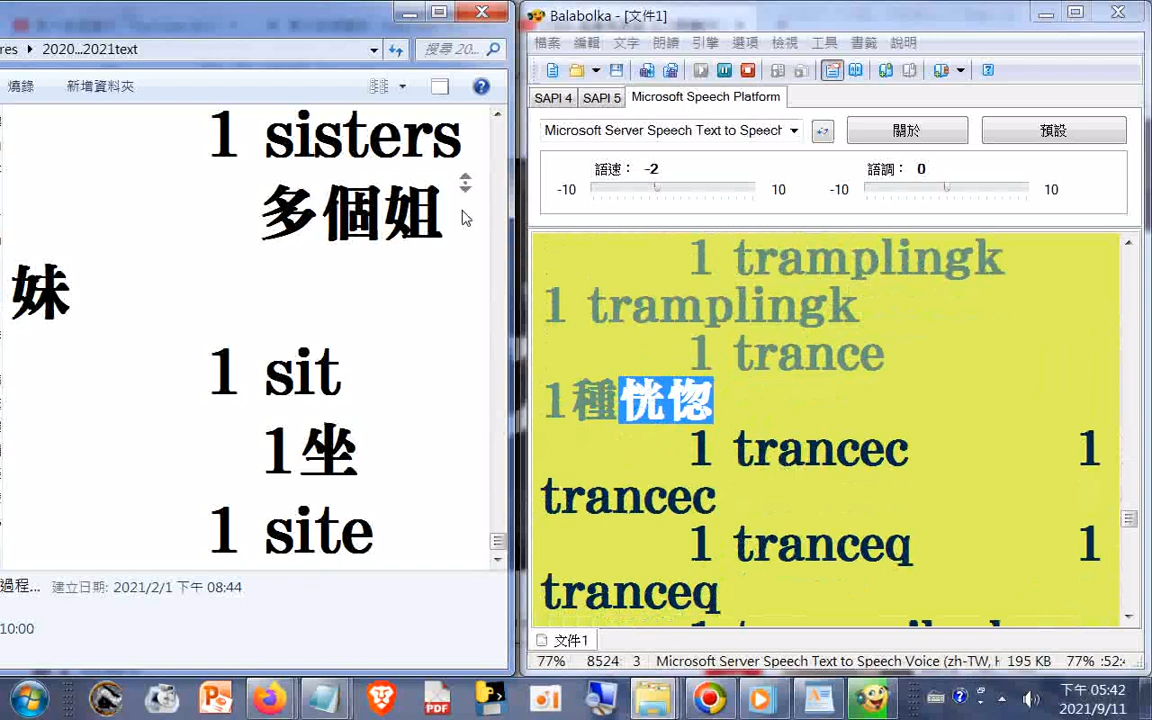 res ▸ 2020...2021text
搜尋 20...
燒錄 新增資料夾
1 sisters
多個姐
妹
1 sit
1坐
1 site
過程... 建立日期: 2021/2/1 下午 08:44
10:00
Balabolka - [文件1]
檔案 編輯 文字 朗讀 引擎 選項 檢視 工具 書籤 說明
SAPI 4 SAPI 5 Microsoft Speech Platform
Microsoft Server Speech Text to Speech 關於 預設
語速： -2 語調： 0
-10 10 -10 10
1 tramplingk
1 tramplingk
1 trance
1種恍惚
1 trancec 1
trancec
1 tranceq 1
tranceq
文件1
77% 8524 3 Microsoft Server Speech Text to Speech Voice (zh-TW, H 195 KB 77% :52:
PDF
下午 05:42
2021/9/11